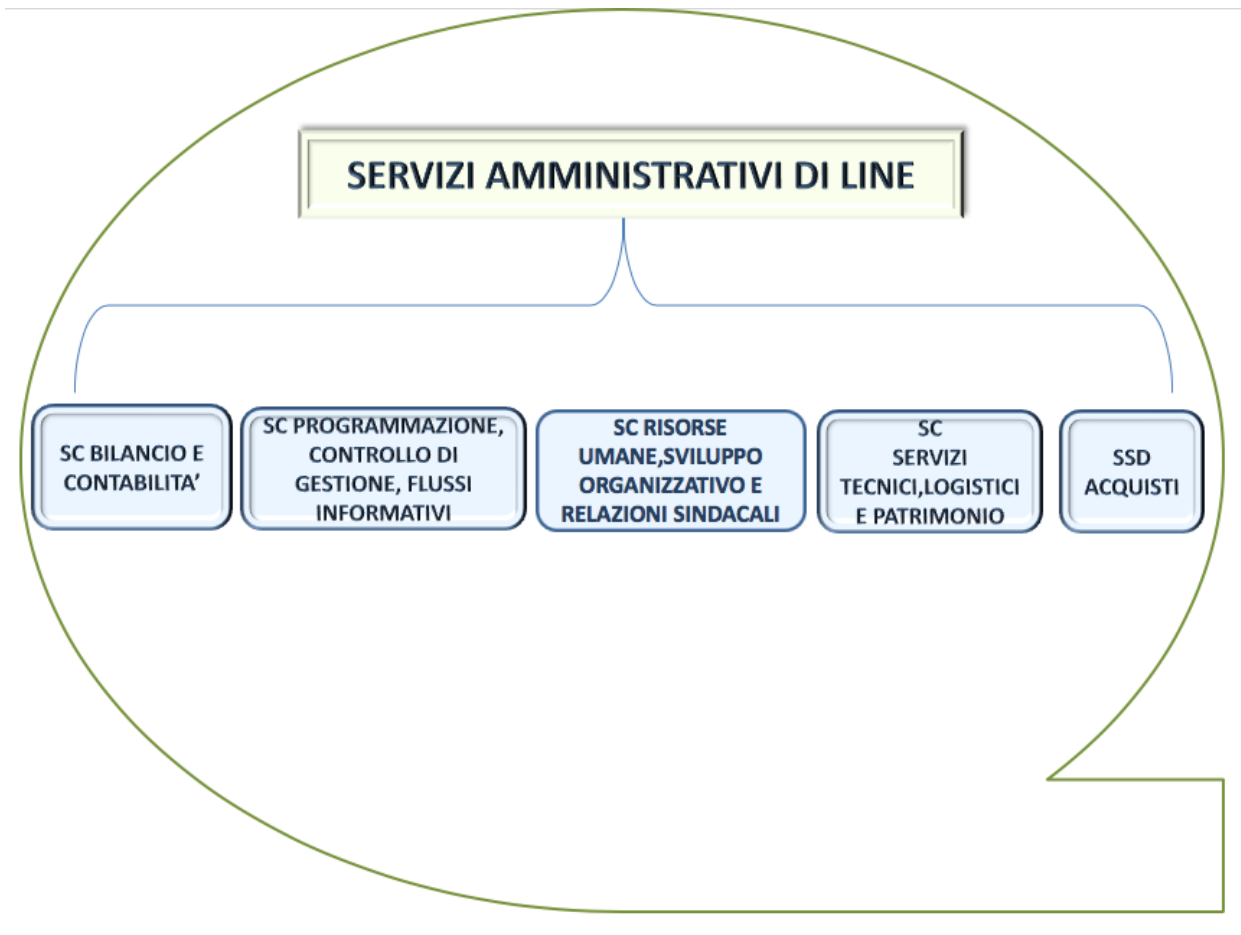 SERVIZI AMMINISTRATIVI DI LINE
SC BILANCIO E
CONTABILITA’
SC PROGRAMMAZIONE,
CONTROLLO DI
GESTIONE, FLUSSI
INFORMATIVI
SC RISORSE
UMANE,SVILUPPO
ORGANIZZATIVO E
RELAZIONI SINDACALI
SC
SERVIZI
TECNICI,LOGISTICI
E PATRIMONIO
SSD
ACQUISTI